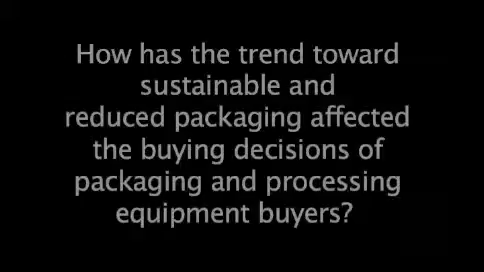 How has the trend toward
sustainable and
reduced packaging affected
the buying decisions of
packaging and processing
equipment buyers?